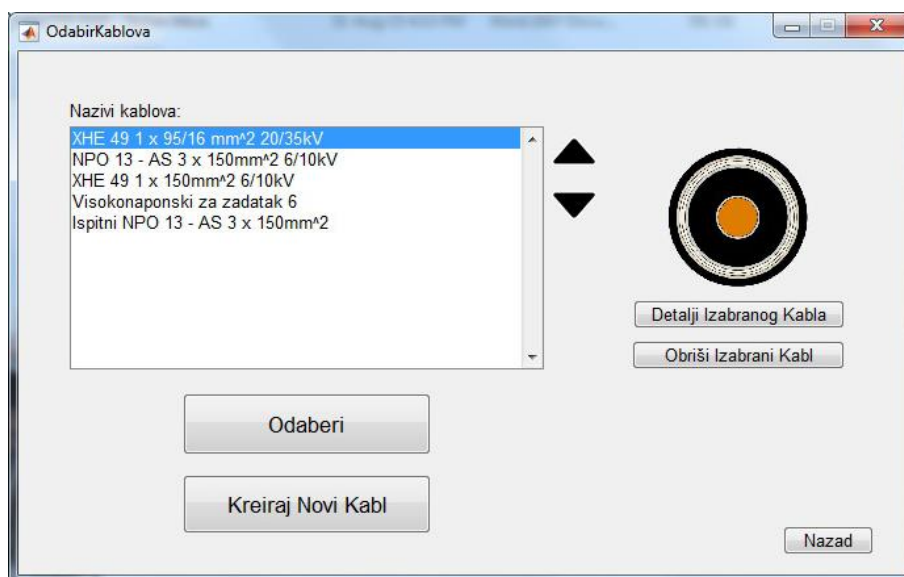 OdabirKablova
Nazivi kablova:
XHE 49 1 x 95/16 mm^2 20/35kV
NPO 13 - AS 3 x 150mm^2 6/10kV
XHE 49 1 x 150mm^2 6/10kV
Visokonaponski za zadatak 6
Ispitni NPO 13 - AS 3 x 150mm^2
Detalji Izabranog Kabla
Obriši Izabrani Kabl
Odaberi
Kreiraj Novi Kabl
Nazad